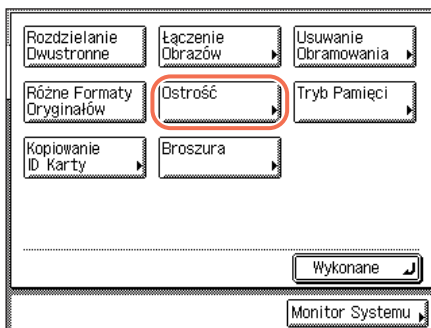 Rozdzielanie
Dwustronne
Łączenie
Obrazów
Usuwanie
Obramowania
Różne Formaty
Oryginałów
Ostrość
Tryb Pamięci
Kopiowanie
ID Karty
Broszura
Wykonane
Monitor Systemu